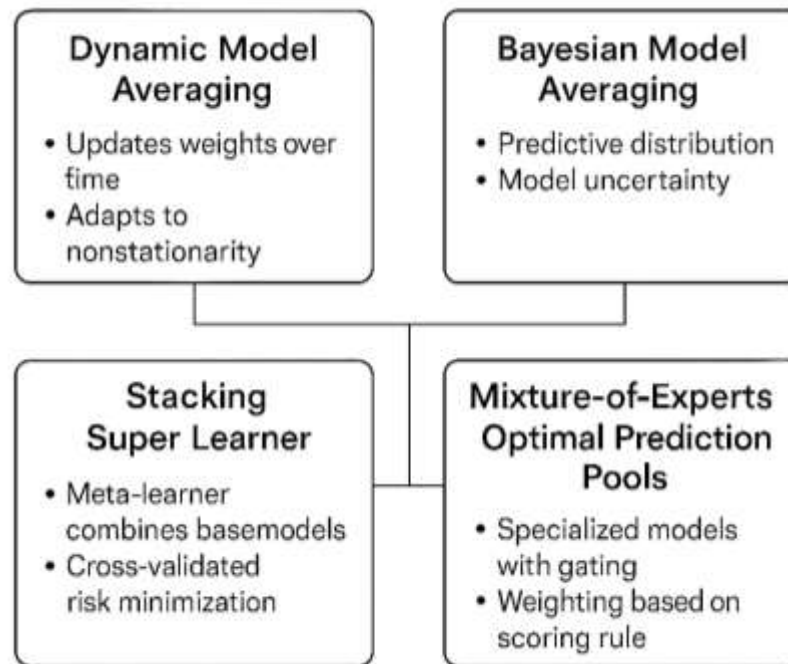 Dynamic Model
Averaging
• Updates weights over
time
• Adapts to
nonstationarity
Bayesian Model
Averaging
• Predictive distribution
• Model uncertainty
Stacking
Super Learner
• Meta-learner
combines basemodels
• Cross-validated
risk minimization
Mixture-of-Experts
Optimal Prediction
Pools
• Specialized models
with gating
• Weighting based on
scoring rule